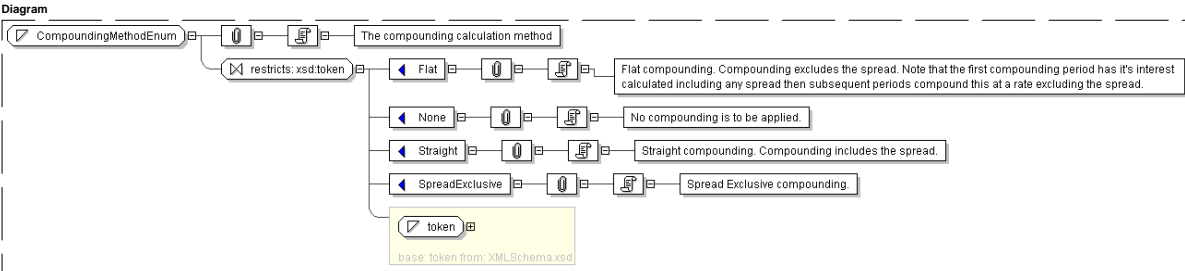 Diagram
CompoundingMethodEnum
The compounding calculation method
restricts: xsd:token
Flat
Flat compounding. Compounding excludes the spread. Note that the first compounding period has it's interest
calculated including any spread then subsequent periods compound this at a rate excluding the spread.
None
No compounding is to be applied.
Straight
Straight compounding. Compounding includes the spread.
SpreadExclusive
Spread Exclusive compounding.
token
base: token from: XMLSchema.xsd